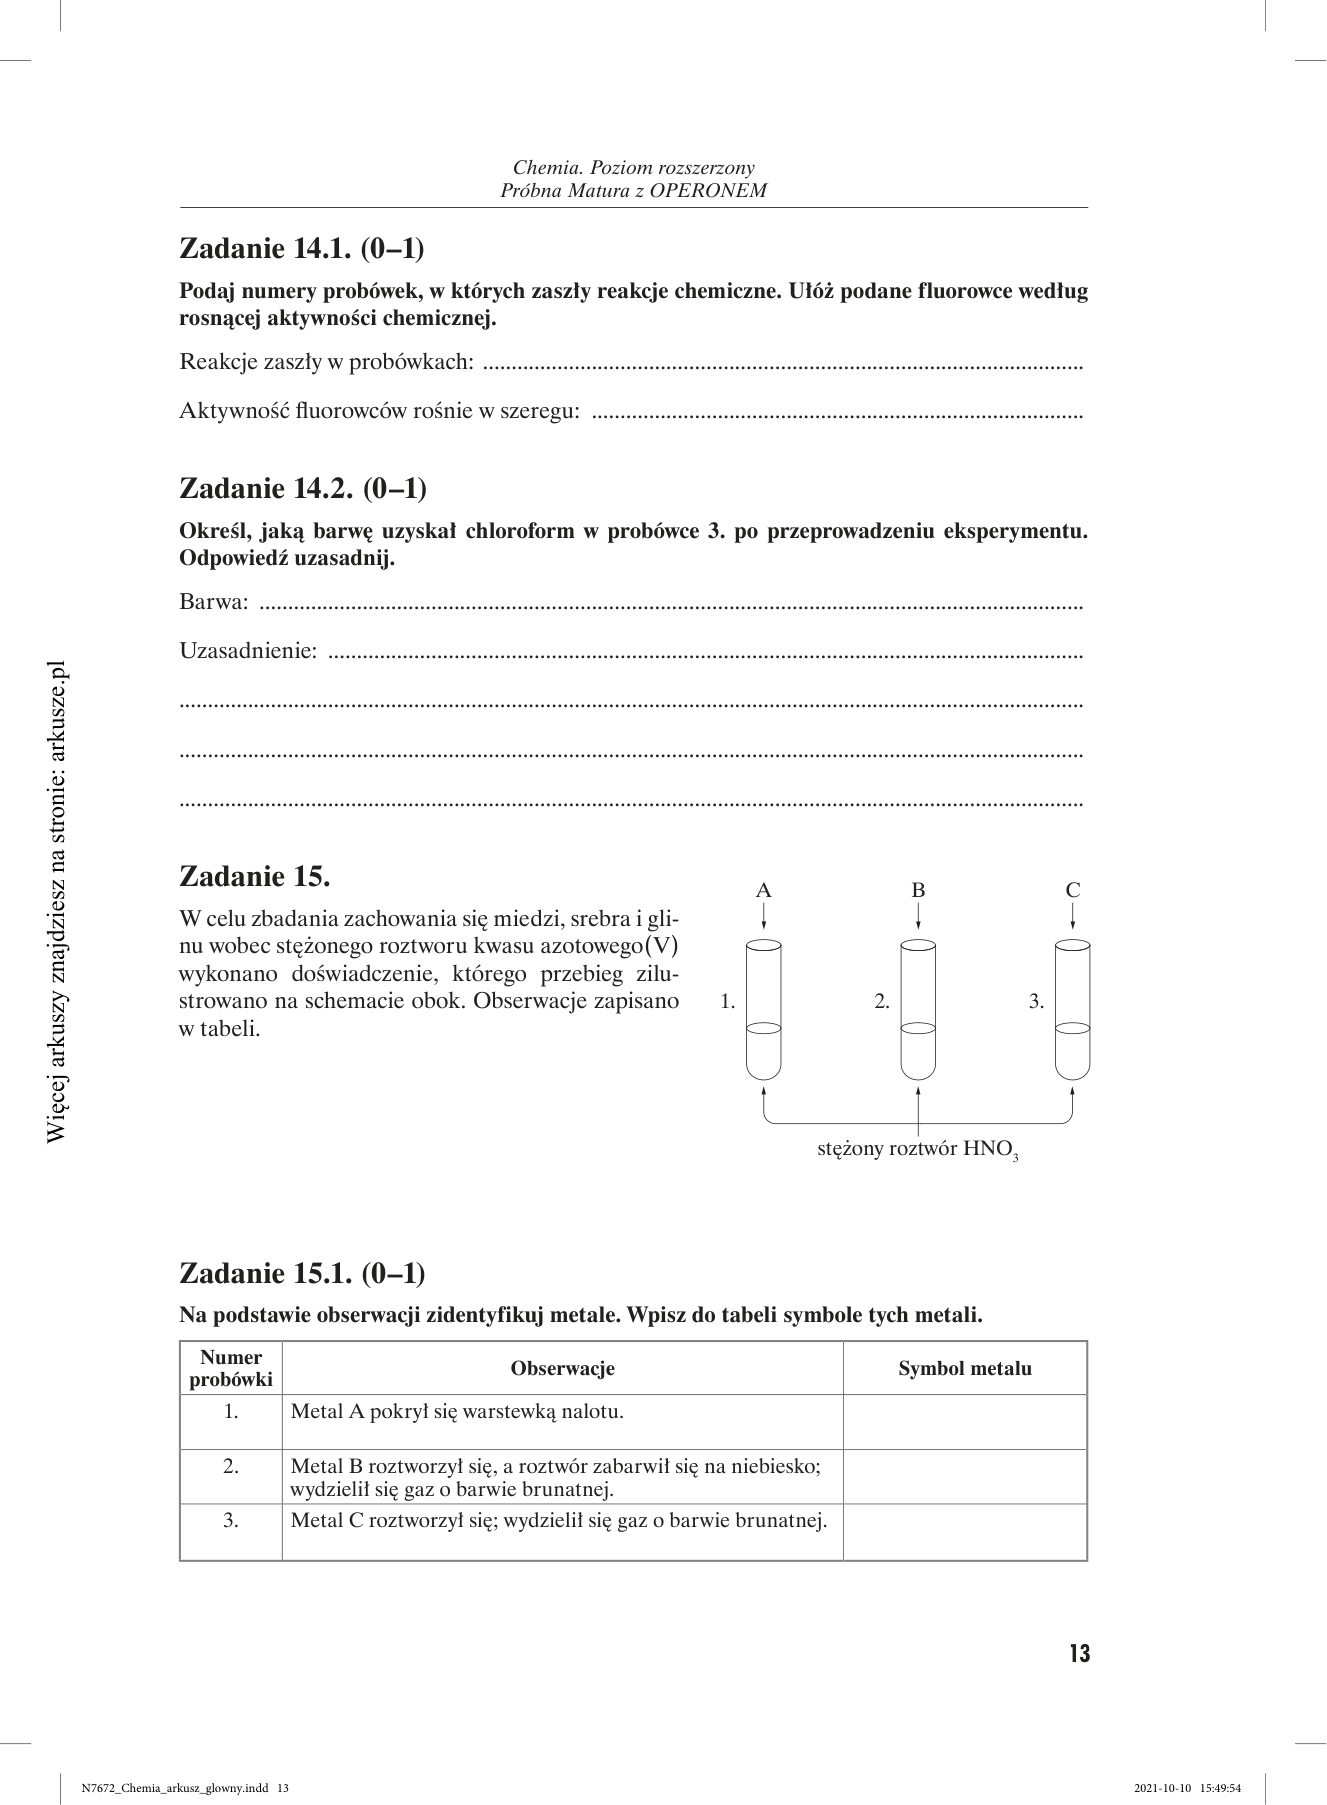 Chemia. Poziom rozszerzony
Próbna Matura z OPERONEM
Zadanie 14.1. (0–1)
Podaj numery probówek, w których zaszły reakcje chemiczne. Ułóż podane fluorowce według
rosnącej aktywności chemicznej.
Reakcje zaszły w probówkach: ..........................................................................................................
Aktywność fluorowców rośnie w szeregu: ......................................................................................
Zadanie 14.2. (0–1)
Określ, jaką barwę uzyskał chloroform w probówce 3. po przeprowadzeniu eksperymentu.
Odpowiedź uzasadnij.
Barwa: ................................................................................................................................................
Uzasadnienie: ....................................................................................................................................
..............................................................................................................................................................
..............................................................................................................................................................
..............................................................................................................................................................
Zadanie 15.
W celu zbadania zachowania się miedzi, srebra i gli-
nu wobec stężonego roztworu kwasu azotowego(V)
wykonano doświadczenie, którego przebieg zilu-
strowano na schemacie obok. Obserwacje zapisano
w tabeli.
A B C
1. 2. 3.
stężony roztwór HNO3
Zadanie 15.1. (0–1)
Na podstawie obserwacji zidentyfikuj metale. Wpisz do tabeli symbole tych metali.
Numer
probówki
Obserwacje
Symbol metalu
1.
Metal A pokrył się warstewką nalotu.
2.
Metal B roztworzył się, a roztwór zabarwił się na niebiesko;
wydzielił się gaz o barwie brunatnej.
3.
Metal C roztworzył się; wydzielił się gaz o barwie brunatnej.
13
Więcej arkuszy znajdziesz na stronie: arkusze.pl
N7672_Chemia_arkusz_glowny.indd 13
2021-10-10 15:49:54